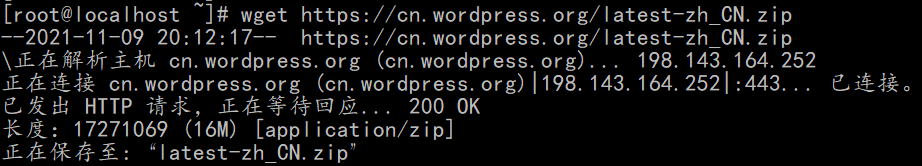 [root@localhost ~]# wget https://cn.wordpress.org/latest-zh_CN.zip
--2021-11-09 20:12:17--  https://cn.wordpress.org/latest-zh_CN.zip
\正在解析主机 cn.wordpress.org (cn.wordpress.org)... 198.143.164.252
正在连接 cn.wordpress.org (cn.wordpress.org)|198.143.164.252|:443... 已连接。
已发出 HTTP 请求，正在等待回应... 200 OK
长度：17271069 (16M) [application/zip]
正在保存至: “latest-zh_CN.zip”